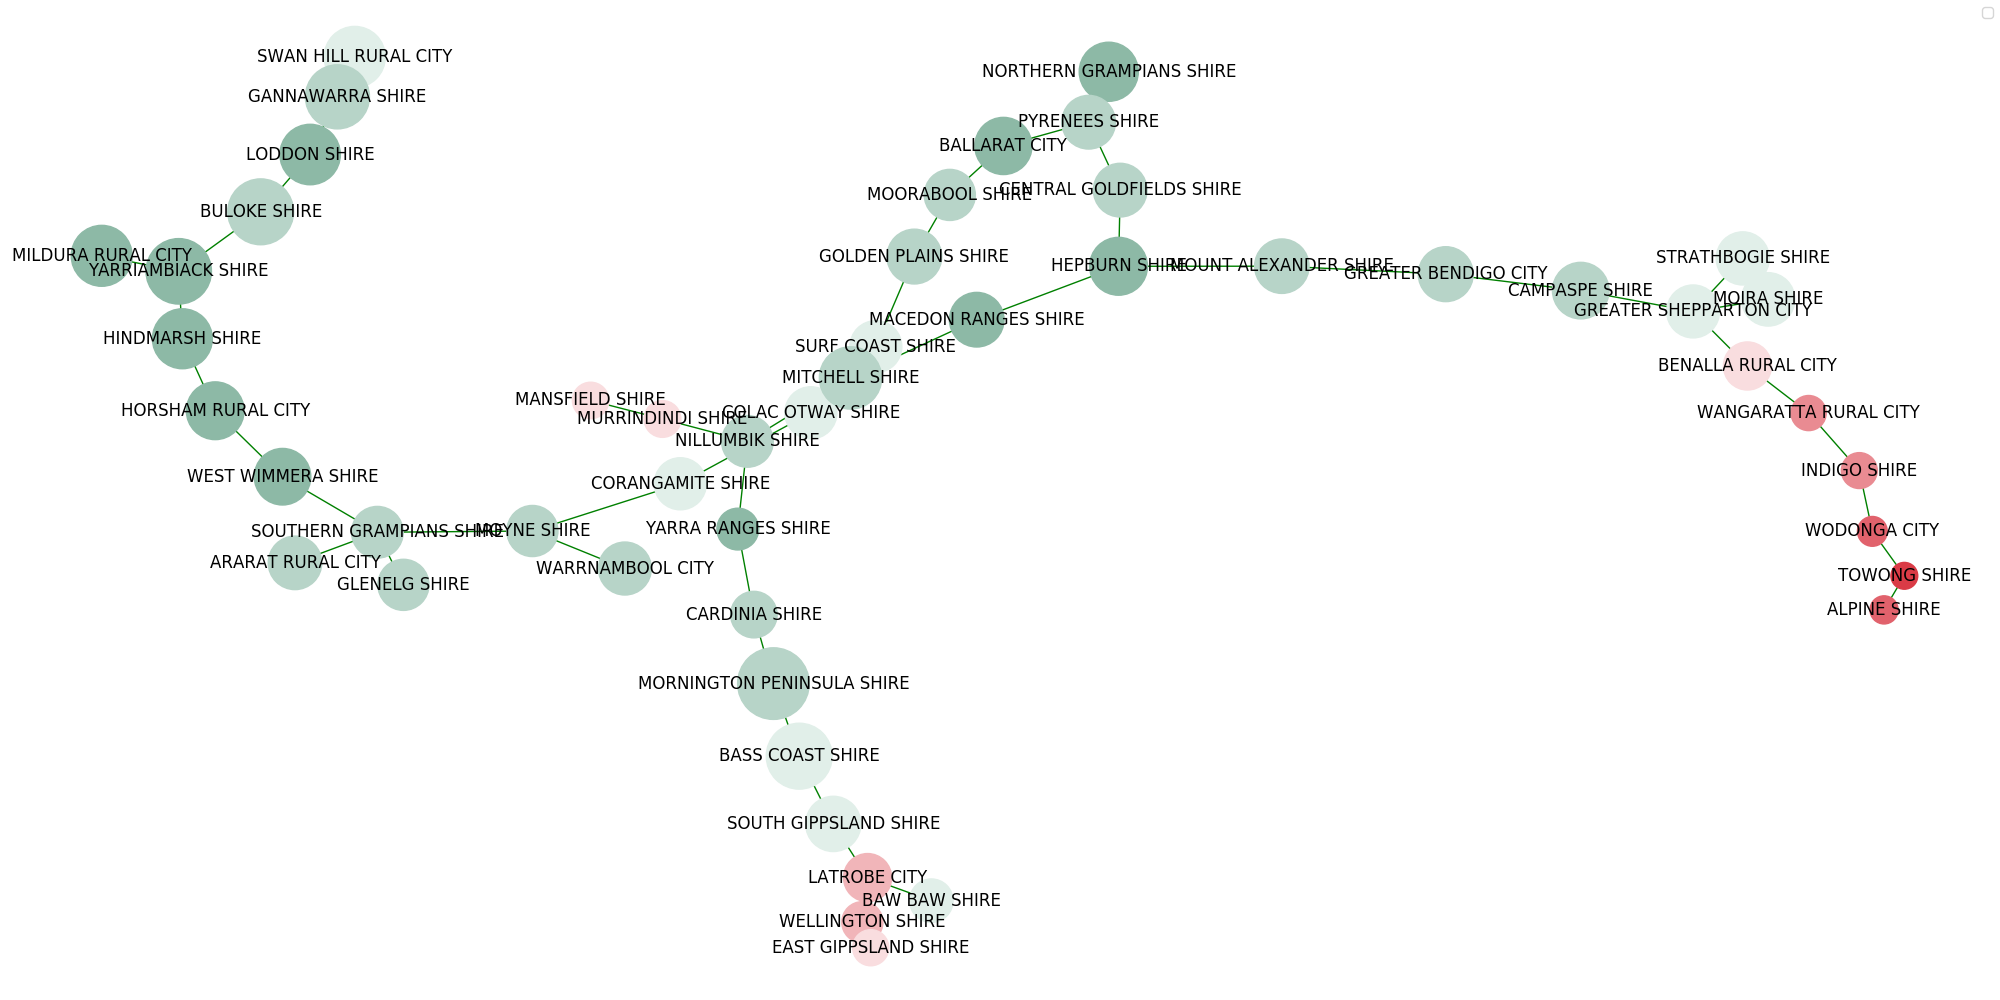 SWAN HILL RURAL CITY
GANNAWARRA SHIRE
LODDON SHIRE
BULOKE SHIRE
MILDURA RURAL CITY
YARRIAMBIACK SHIRE
HINDMARSH SHIRE
HORSHAM RURAL CITY
WEST WIMMERA SHIRE
SOUTHERN GRAMPIANS SHIRE
ARARAT RURAL CITY
GLENELG SHIRE
MOYNE SHIRE
WARRNAMBOOL CITY
CORANGAMITE SHIRE
MANSFIELD SHIRE
MURRINDINDI SHIRE
NILLUMBIK SHIRE
COLAC OTWAY SHIRE
MITCHELL SHIRE
SURF COAST SHIRE
MACEDON RANGES SHIRE
GOLDEN PLAINS SHIRE
MOORABOOL SHIRE
BALLARAT CITY
PYRENEES SHIRE
NORTHERN GRAMPIANS SHIRE
CENTRAL GOLDFIELDS SHIRE
HEPBURN SHIRE
MOUNT ALEXANDER SHIRE
GREATER BENDIGO CITY
CAMPASPE SHIRE
GREATER SHEPPARTON CITY
STRATHBOGIE SHIRE
MOIRA SHIRE
BENALLA RURAL CITY
WANGARATTA RURAL CITY
INDIGO SHIRE
WODONGA CITY
TOWONG SHIRE
ALPINE SHIRE
YARRA RANGES SHIRE
CARDINIA SHIRE
MORNINGTON PENINSULA SHIRE
BASS COAST SHIRE
SOUTH GIPPSLAND SHIRE
LATROBE CITY
BAW BAW SHIRE
WELLINGTON SHIRE
EAST GIPPSLAND SHIRE